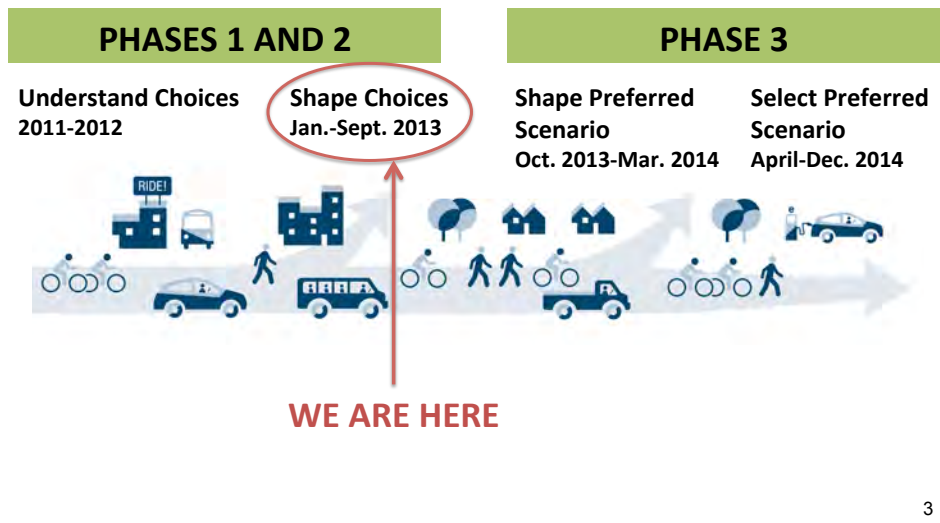 PHASES 1 AND 2
PHASE 3
Understand Choices
2011-2012
Shape Choices
Jan.-Sept. 2013
Shape Preferred
Scenario
Oct. 2013-Mar. 2014
Select Preferred
Scenario
April-Dec. 2014
RIDE!
WE ARE HERE
3